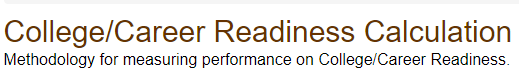 College/Career Readiness Calculation
Methodology for measuring performance on College/Career Readiness.